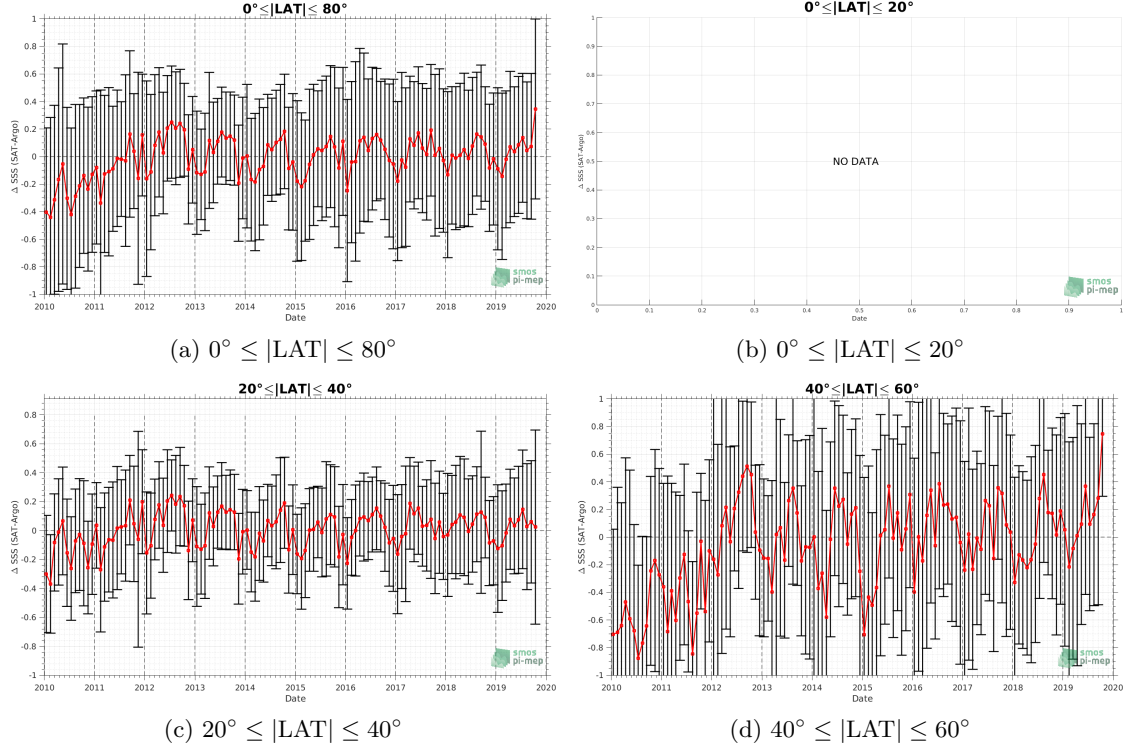 0°≤|LAT|≤ 80°
Δ SSS (SAT-Argo)
1
0.8
0.6
0.4
0.2
0
-0.2
-0.4
-0.6
-0.8
-1
2010 2011 2012 2013 2014 2015 2016 2017 2018 2019 2020
Date
smos
pi-mep
(a) 0° ≤ |LAT| ≤ 80°
0°≤|LAT|≤ 20°
Δ SSS (SAT-Argo)
1
0.9
0.8
0.7
0.6
0.5
0.4
0.3
0.2
0.1
0
NO DATA
0 0.1 0.2 0.3 0.4 0.5 0.6 0.7 0.8 0.9 1
Date
smos
pi-mep
(b) 0° ≤ |LAT| ≤ 20°
20°≤|LAT|≤ 40°
Δ SSS (SAT-Argo)
0.8
0.6
0.4
0.2
0
-0.2
-0.4
-0.6
-0.8
-1
2010 2011 2012 2013 2014 2015 2016 2017 2018 2019 2020
Date
smos
pi-mep
(c) 20° ≤ |LAT| ≤ 40°
40°≤|LAT|≤ 60°
Δ SSS (SAT-Argo)
1
0.8
0.6
0.4
0.2
0
-0.2
-0.4
-0.6
-0.8
-1
2010 2011 2012 2013 2014 2015 2016 2017 2018 2019 2020
Date
smos
pi-mep
(d) 40° ≤ |LAT| ≤ 60°